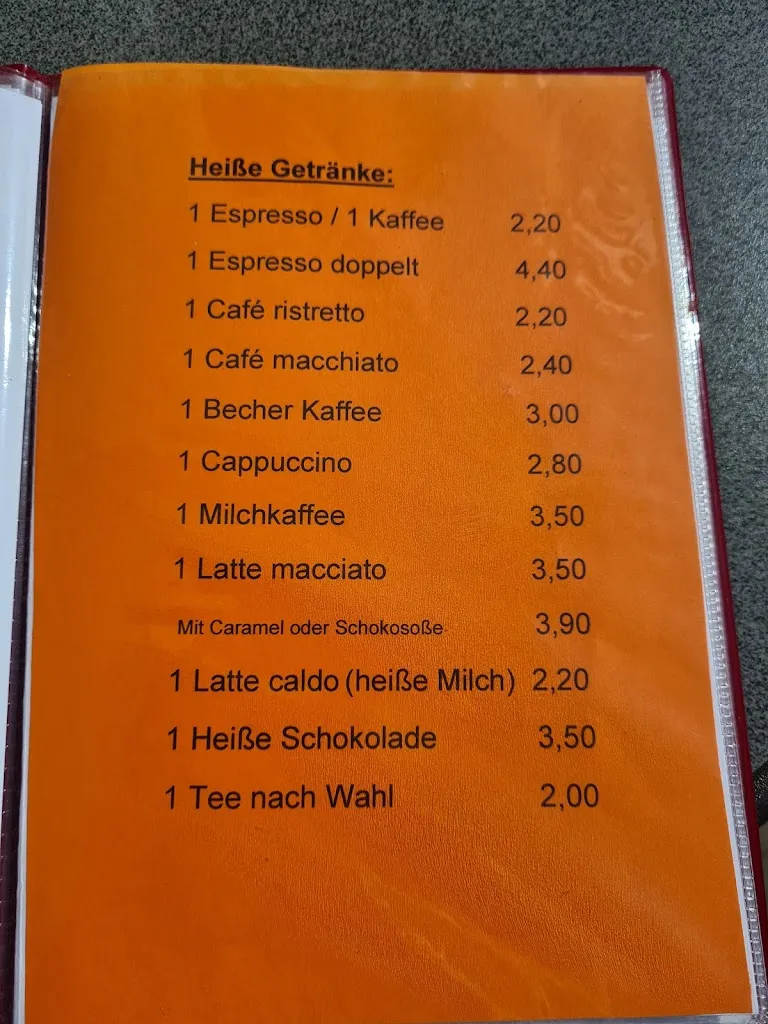 Heiße Getränke:
1 Espresso / 1 Kaffee 2,20
1 Espresso doppelt 4,40
1 Café ristretto 2,20
1 Café macchiato 2,40
1 Becher Kaffee 3,00
1 Cappuccino 2,80
1 Milchkaffee 3,50
1 Latte macciato 3,50
Mit Caramel oder Schokosoße 3,90
1 Latte caldo (heiße Milch) 2,20
1 Heiße Schokolade 3,50
1 Tee nach Wahl 2,00